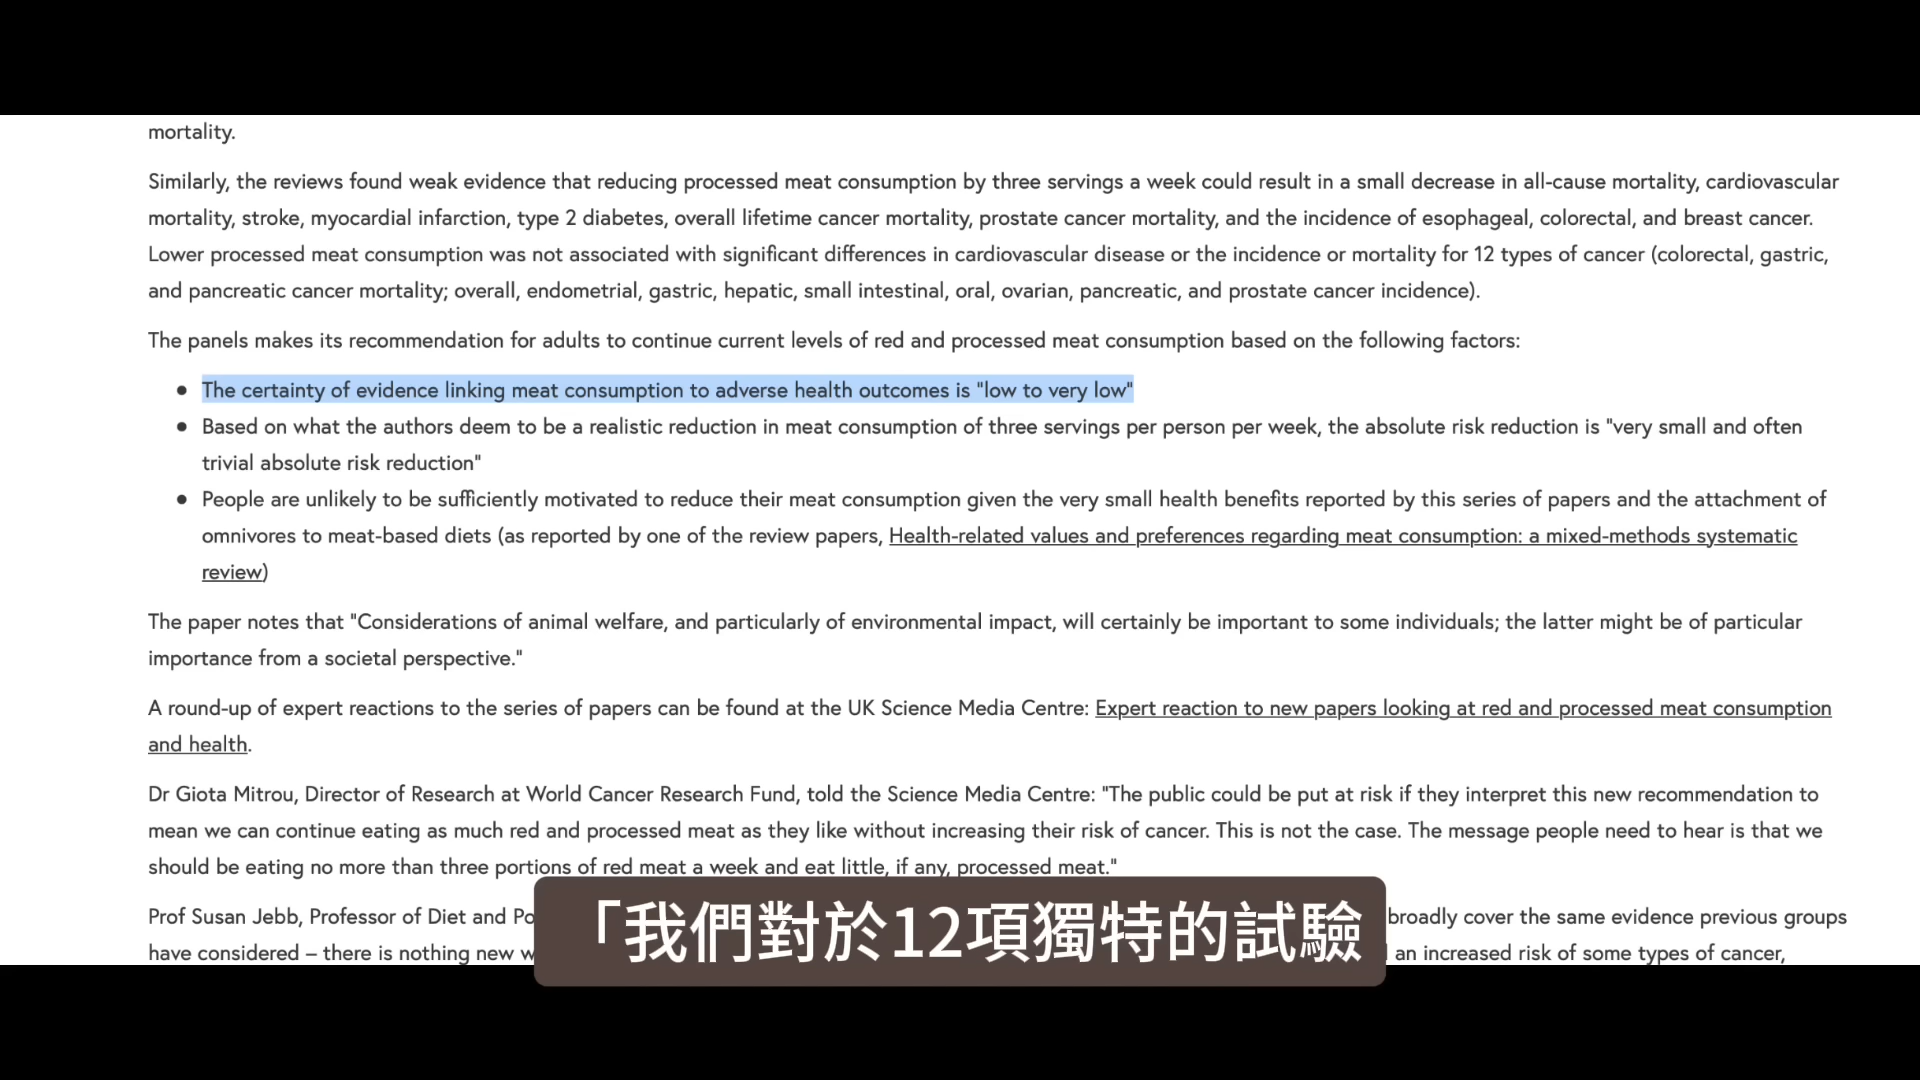 mortality.
Similarly, the reviews found weak evidence that reducing processed meat consumption by three servings a week could result in a small decrease in all-cause mortality, cardiovascular
mortality, stroke, myocardial infarction, type 2 diabetes, overall lifetime cancer mortality, prostate cancer mortality, and the incidence of esophageal, colorectal, and breast cancer.
Lower processed meat consumption was not associated with significant differences in cardiovascular disease or the incidence or mortality for 12 types of cancer (colorectal, gastric,
and pancreatic cancer mortality; overall, endometrial, gastric, hepatic, small intestinal, oral, ovarian, pancreatic, and prostate cancer incidence).
The panels makes its recommendation for adults to continue current levels of red and processed meat consumption based on the following factors:
● The certainty of evidence linking meat consumption to adverse health outcomes is "low to very low"
● Based on what the authors deem to be a realistic reduction in meat consumption of three servings per person per week, the absolute risk reduction is "very small and often
trivial absolute risk reduction"
● People are unlikely to be sufficiently motivated to reduce their meat consumption given the very small health benefits reported by this series of papers and the attachment of
omnivores to meat-based diets (as reported by one of the review papers, Health-related values and preferences regarding meat consumption: a mixed-methods systematic
review)
The paper notes that "Considerations of animal welfare, and particularly of environmental impact, will certainly be important to some individuals; the latter might be of particular
importance from a societal perspective."
A round-up of expert reactions to the series of papers can be found at the UK Science Media Centre: Expert reaction to new papers looking at red and processed meat consumption
and health.
Dr Giota Mitrou, Director of Research at World Cancer Research Fund, told the Science Media Centre: "The public could be put at risk if they interpret this new recommendation to
mean we can continue eating as much red and processed meat as they like without increasing their risk of cancer. This is not the case. The message people need to hear is that we
should be eating no more than three portions of red meat a week and eat little, if any, processed meat."
Prof Susan Jebb, Professor of Diet and Po broadly cover the same evidence previous groups
have considered – there is nothing new w an increased risk of some types of cancer,
「我們對於12項獨特的試驗